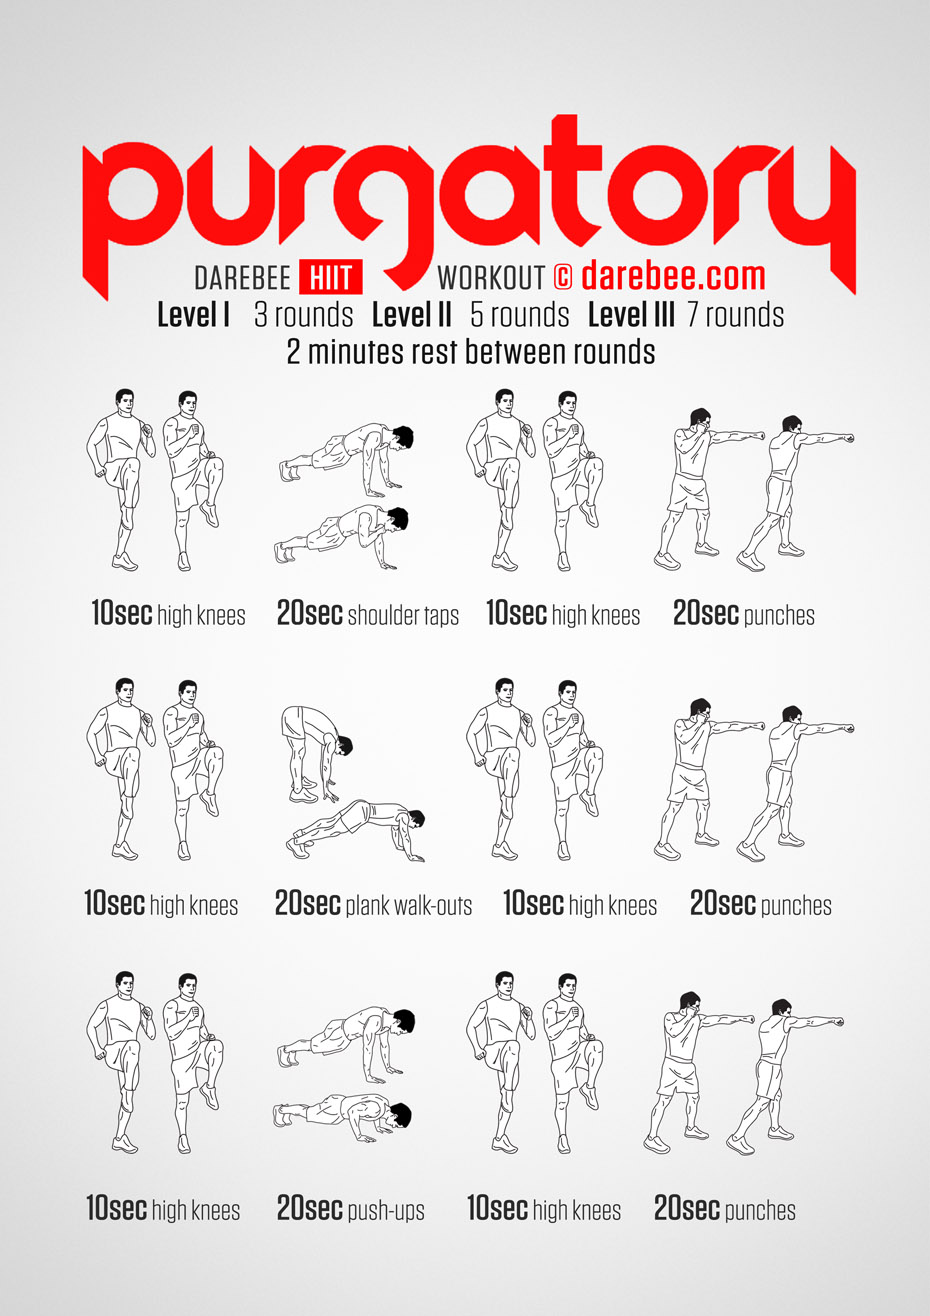 purgatory
DAREBEE HIIT WORKOUT © darebee.com
Level I 3 rounds Level II 5 rounds Level III 7 rounds
2 minutes rest between rounds
10sec high knees 20sec shoulder taps 10sec high knees 20sec punches
10sec high knees 20sec plank walk-outs 10sec high knees 20sec punches
10sec high knees 20sec push-ups 10sec high knees 20sec punches